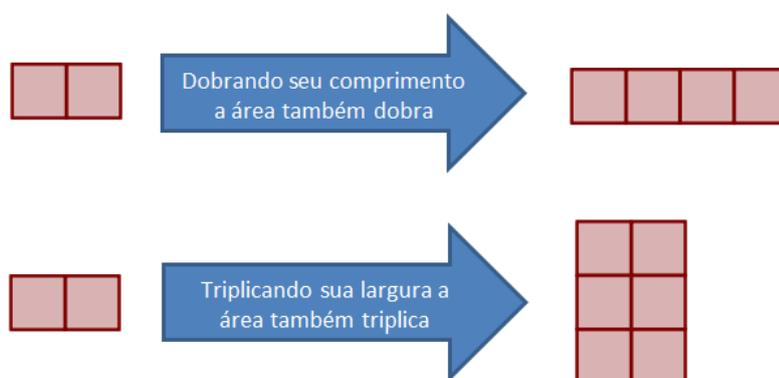 Dobrando seu comprimento
a área também dobra
Triplicando sua largura a
área também triplica